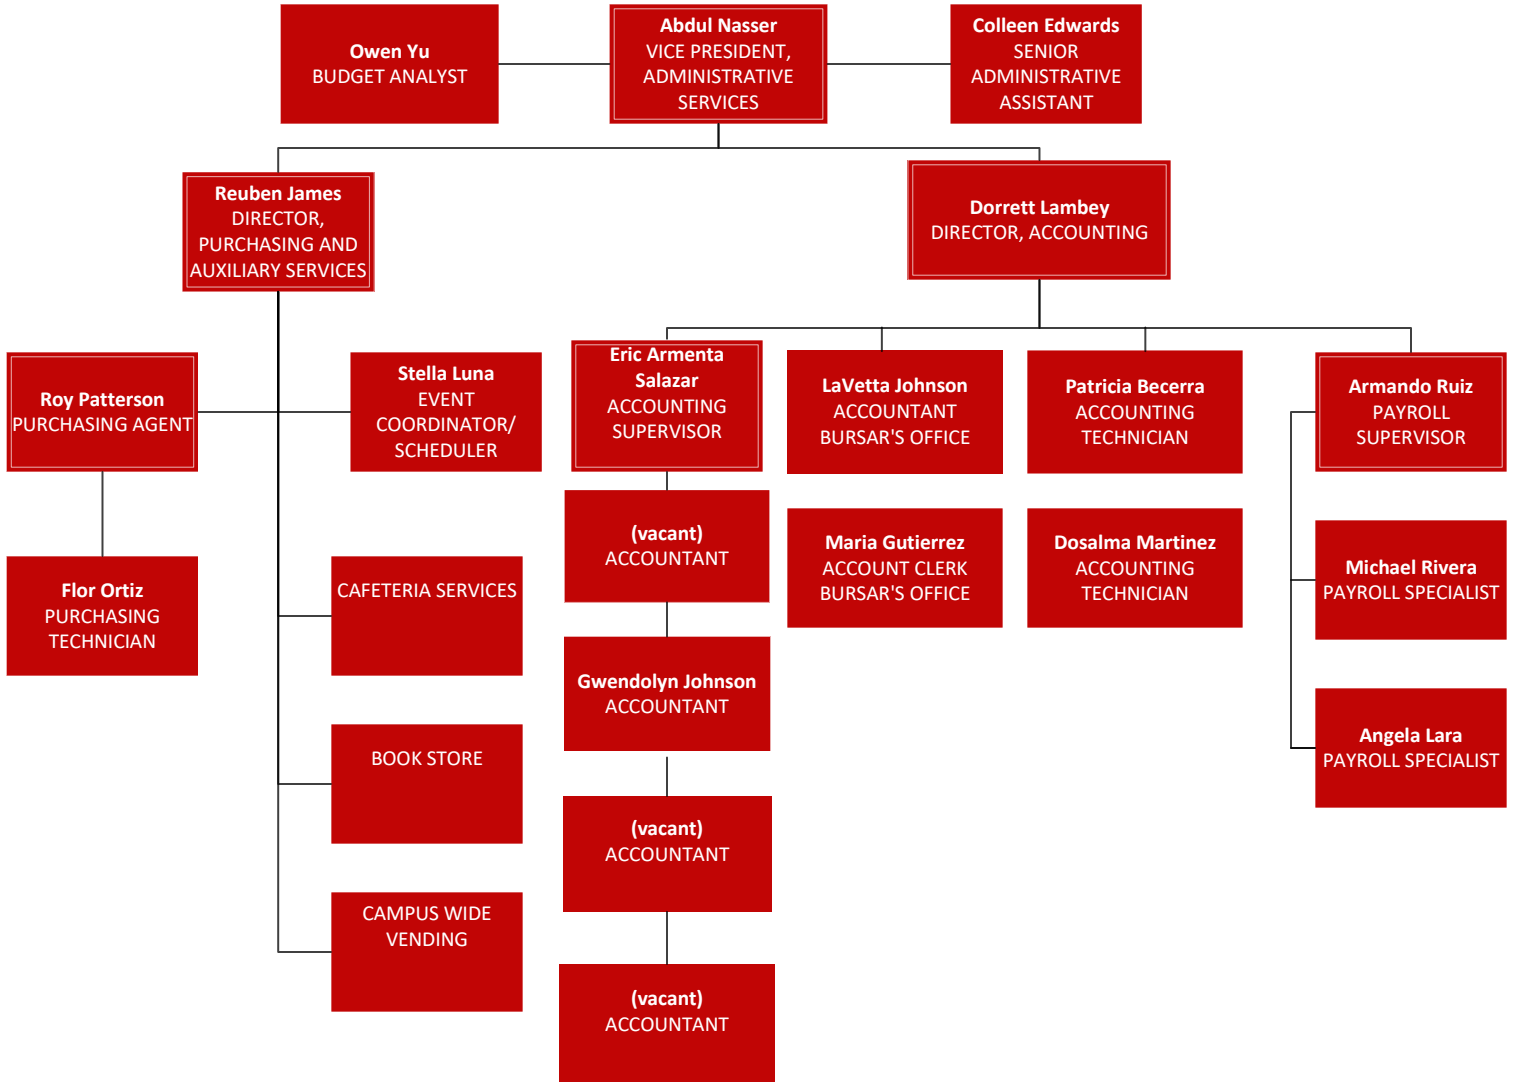 Owen Yu
BUDGET ANALYST
Abdul Nasser
VICE PRESIDENT,
ADMINISTRATIVE
SERVICES
Colleen Edwards
SENIOR
ADMINISTRATIVE
ASSISTANT
Reuben James
DIRECTOR,
PURCHASING AND
AUXILIARY SERVICES
Dorrett Lambey
DIRECTOR, ACCOUNTING
Roy Patterson
PURCHASING AGENT
Stella Luna
EVENT
COORDINATOR/
SCHEDULER
Eric Armenta
Salazar
ACCOUNTING
SUPERVISOR
LaVetta Johnson
ACCOUNTANT
BURSAR'S OFFICE
Patricia Becerra
ACCOUNTING
TECHNICIAN
Armando Ruiz
PAYROLL
SUPERVISOR
Flor Ortiz
PURCHASING
TECHNICIAN
CAFETERIA SERVICES
(vacant)
ACCOUNTANT
Maria Gutierrez
ACCOUNT CLERK
BURSAR'S OFFICE
Dosalma Martinez
ACCOUNTING
TECHNICIAN
Michael Rivera
PAYROLL SPECIALIST
Gwendolyn Johnson
ACCOUNTANT
BOOK STORE
Angela Lara
PAYROLL SPECIALIST
(vacant)
ACCOUNTANT
CAMPUS WIDE
VENDING
(vacant)
ACCOUNTANT